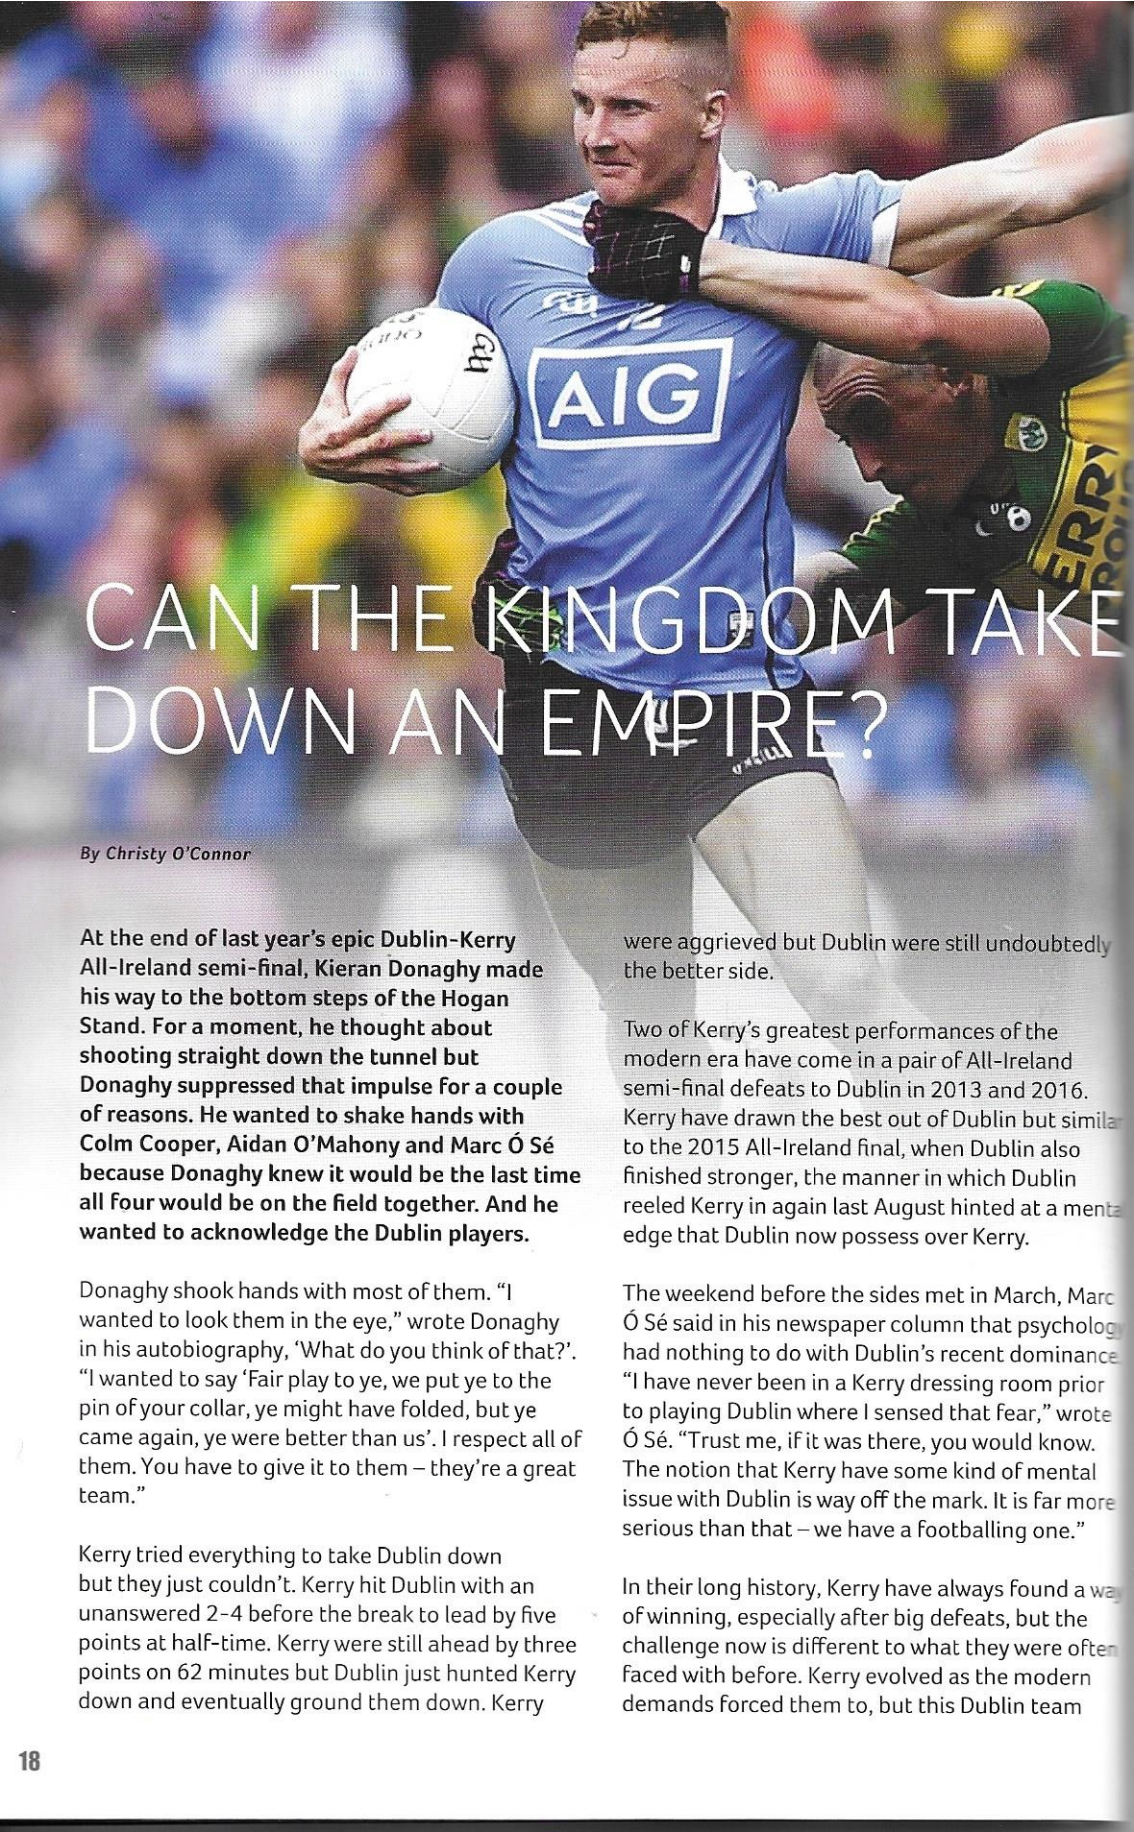 AIG
CAN THE KINGDOM TAKE
DOWN AN EMPIRE?
By Christy O'Connor
At the end of last year's epic Dublin-Kerry
All-Ireland semi-final, Kieran Donaghy made
his way to the bottom steps of the Hogan
Stand. For a moment, he thought about
shooting straight down the tunnel but
Donaghy suppressed that impulse for a couple
of reasons. He wanted to shake hands with
Colm Cooper, Aidan O'Mahony and Marc Ó Sé
because Donaghy knew it would be the last time
all four would be on the field together. And he
wanted to acknowledge the Dublin players.
Donaghy shook hands with most of them. “I
wanted to look them in the eye,” wrote Donaghy
in his autobiography, ‘What do you think of that?’.
“I wanted to say ‘Fair play to ye, we put ye to the
pin of your collar, ye might have folded, but ye
came again, ye were better than us’. I respect all of
them. You have to give it to them – they're a great
team.”
Kerry tried everything to take Dublin down
but they just couldn't. Kerry hit Dublin with an
unanswered 2-4 before the break to lead by five
points at half-time. Kerry were still ahead by three
points on 62 minutes but Dublin just hunted Kerry
down and eventually ground them down. Kerry
were aggrieved but Dublin were still undoubtedly
the better side.
Two of Kerry's greatest performances of the
modern era have come in a pair of All-Ireland
semi-final defeats to Dublin in 2013 and 2016.
Kerry have drawn the best out of Dublin but similar
to the 2015 All-Ireland final, when Dublin also
finished stronger, the manner in which Dublin
reeled Kerry in again last August hinted at a mental
edge that Dublin now possess over Kerry.
The weekend before the sides met in March, Marc
Ó Sé said in his newspaper column that psychology
had nothing to do with Dublin's recent dominance.
“I have never been in a Kerry dressing room prior
to playing Dublin where I sensed that fear,” wrote
Ó Sé. “Trust me, if it was there, you would know.
The notion that Kerry have some kind of mental
issue with Dublin is way off the mark. It is far more
serious than that – we have a footballing one.”
In their long history, Kerry have always found a way
of winning, especially after big defeats, but the
challenge now is different to what they were often
faced with before. Kerry evolved as the modern
demands forced them to, but this Dublin team
18